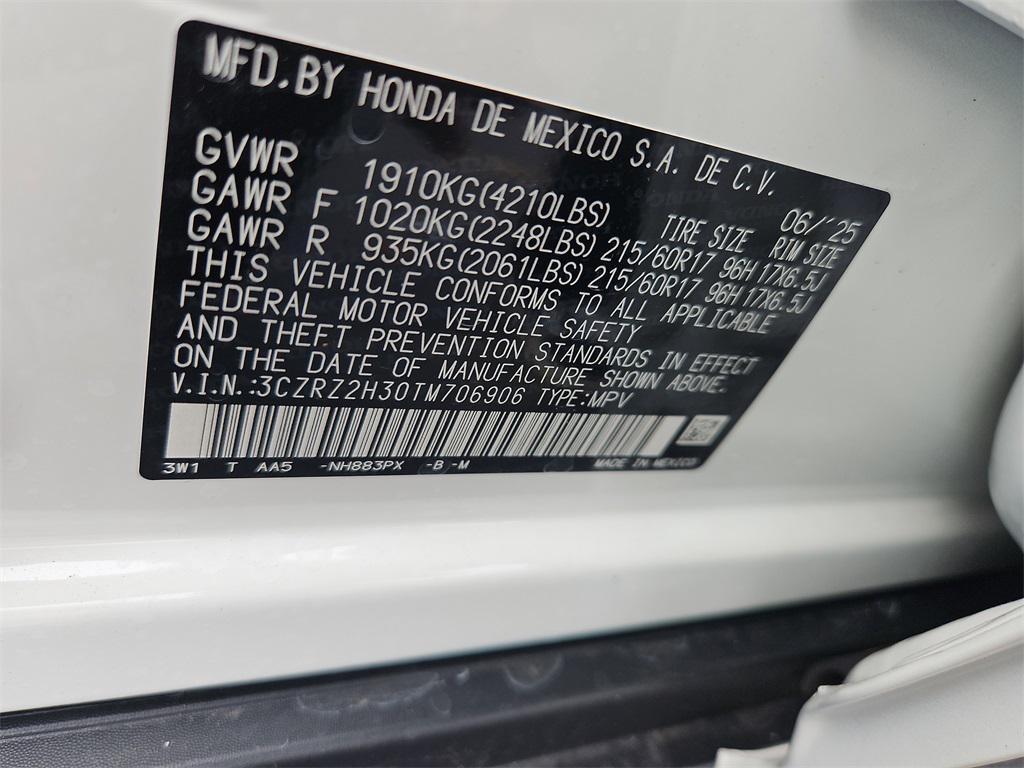 MFD.BY HONDA DE MEXICO S.A. DE C.V.
06/'25
GVWR 1910KG(4210LBS) TIRE SIZE RIM SIZE
GAWR F 1020KG(2248LBS) 215/60R17 96H 17X6.5J
GAWR R 935KG(2061LBS) 215/60R17 96H 17X6.5J
THIS VEHICLE CONFORMS TO ALL APPLICABLE
FEDERAL MOTOR VEHICLE SAFETY
AND THEFT PREVENTION STANDARDS IN EFFECT
ON THE DATE OF MANUFACTURE SHOWN ABOVE.
V.I.N.:3CZRZ2H30TM706906 TYPE:MPV
3W1 T AA5 -NH883PX -B -M MADE IN MEXICO